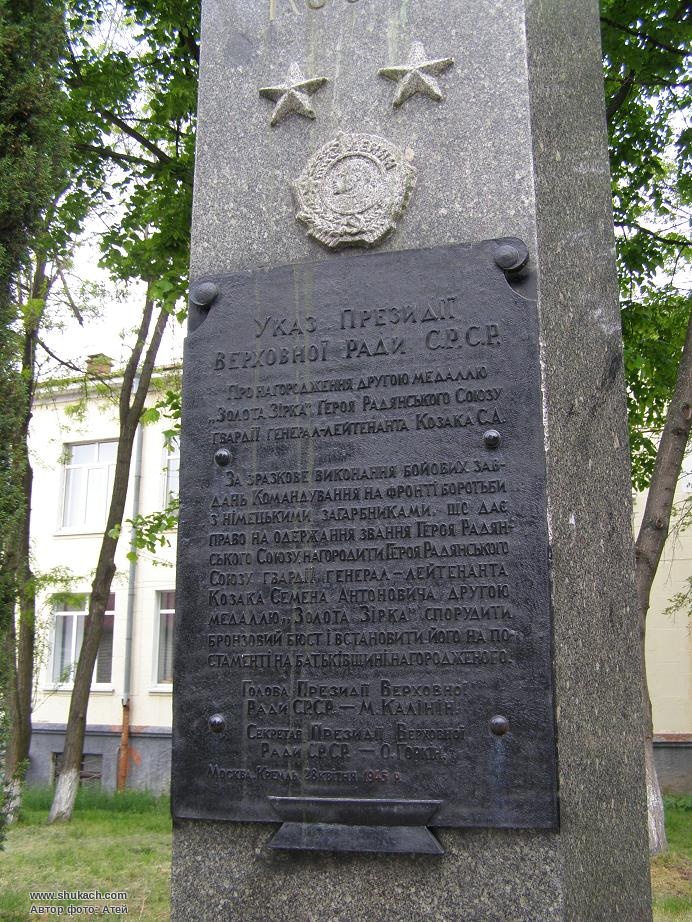 УКАЗ ПРЕЗИДІЇ
ВЕРХОВНОЇ РАДИ С.Р.С.Р.
ПРО НАГОРОДЖЕННЯ ДРУГОЮ МЕДАЛЛЮ
„ЗОЛОТА ЗІРКА“ ГЕРОЯ РАДЯНСЬКОГО СОЮЗУ
ГВАРДІЇ ГЕНЕРАЛ-ЛЕЙТЕНАНТА КОЗАКА С.А.
ЗА ЗРАЗКОВЕ ВИКОНАННЯ БОЙОВИХ ЗАВ-
ДАНЬ КОМАНДУВАННЯ НА ФРОНТІ БОРОТЬБИ
З НІМЕЦЬКИМИ ЗАГАРБНИКАМИ, ЩО ДАЄ
ПРАВО НА ОДЕРЖАННЯ ЗВАННЯ ГЕРОЯ РАДЯН-
СЬКОГО СОЮЗУ, НАГОРОДИТИ ГЕРОЯ РАДЯНСЬКОГО
СОЮЗУ ГВАРДІЇ ГЕНЕРАЛ-ЛЕЙТЕНАНТА
КОЗАКА СЕМЕНА АНТОНОВИЧА ДРУГОЮ
МЕДАЛЛЮ „ЗОЛОТА ЗІРКА“ СПОРУДИТИ
БРОНЗОВИЙ БЮСТ І ВСТАНОВИТИ ЙОГО НА ПО-
СТАМЕНТІ НА БАТЬКІВЩИНІ НАГОРОДЖЕНОГО.
ГОЛОВА ПРЕЗИДІЇ ВЕРХОВНОЇ
РАДИ С.Р.С.Р. — М. КАЛІНІН.
СЕКРЕТАР ПРЕЗИДІЇ ВЕРХОВНОЇ
РАДИ С.Р.С.Р. — О. ГОРКІН.
МОСКВА. КРЕМЛЬ 28 КВІТНЯ 1945 Р.
www.shukach.com
Автор фото: Атей